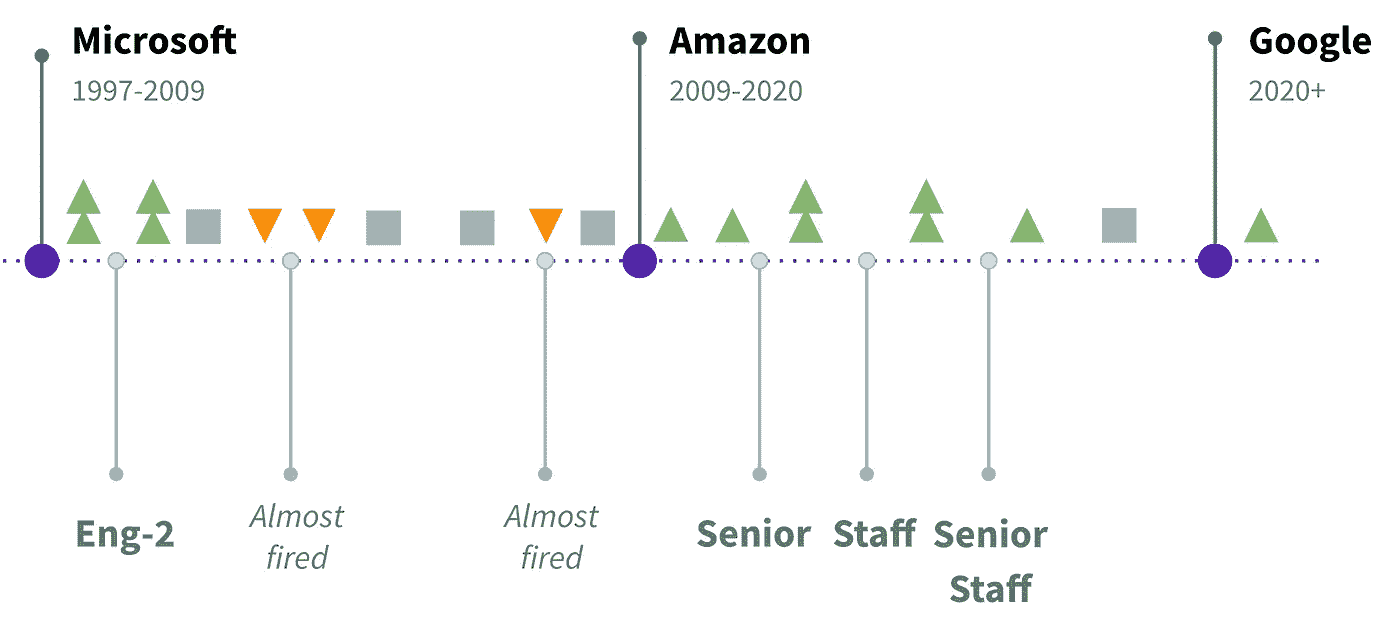 Microsoft
1997-2009
Amazon
2009-2020
Google
2020+
Eng-2
Almost
fired
Almost
fired
Senior
Staff
Senior
Staff